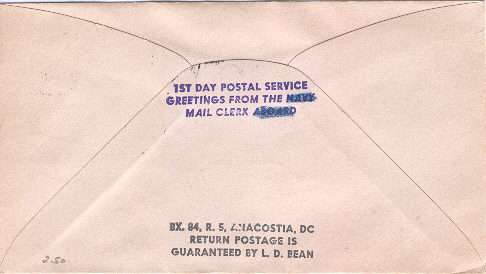 1ST DAY POSTAL SERVICE
GREETINGS FROM THE NAVY
MAIL CLERK ABOARD
BX. 84, R. 5, ANACOSTIA, DC
RETURN POSTAGE IS
GUARANTEED BY L. D. BEAN
2.50